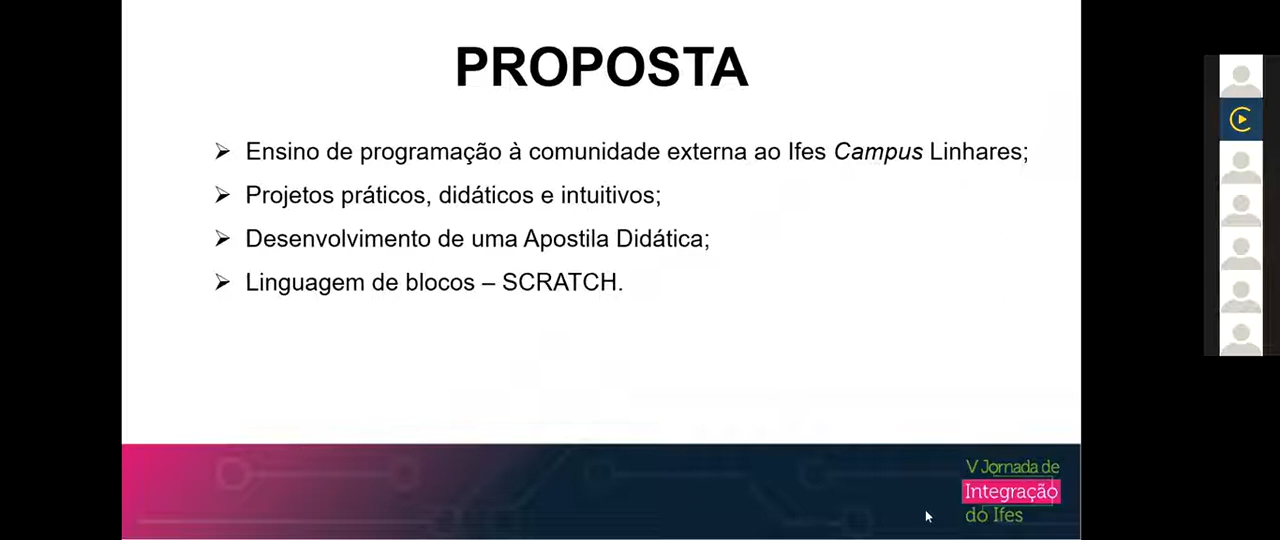 PROPOSTA
Ensino de programação à comunidade externa ao Ifes Campus Linhares;
Projetos práticos, didáticos e intuitivos;
Desenvolvimento de uma Apostila Didática;
Linguagem de blocos – SCRATCH.
V Jornada de
Integração
do Ifes